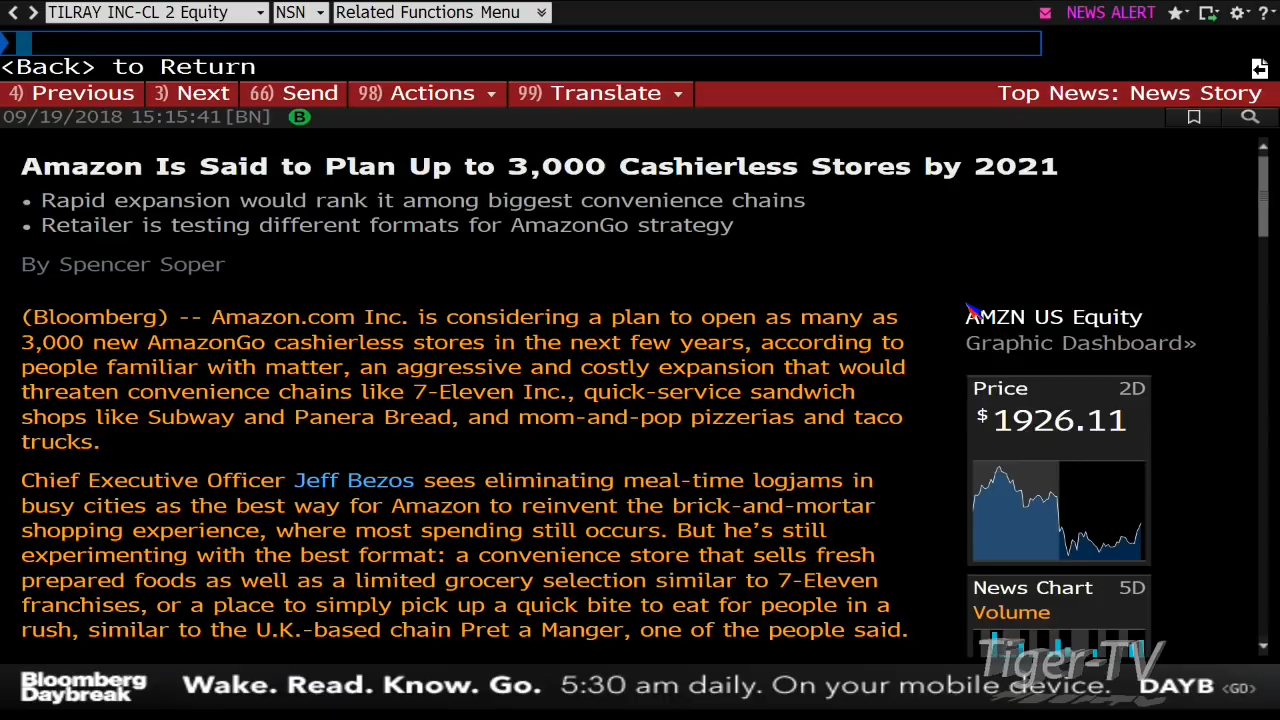 TILRAY INC-CL 2 Equity NSN Related Functions Menu NEWS ALERT ?
<Back> to Return
4) Previous 3) Next 66) Send 98) Actions 99) Translate Top News: News Story
09/19/2018 15:15:41 [BN] B
Amazon Is Said to Plan Up to 3,000 Cashierless Stores by 2021
• Rapid expansion would rank it among biggest convenience chains
• Retailer is testing different formats for AmazonGo strategy
By Spencer Soper
(Bloomberg) -- Amazon.com Inc. is considering a plan to open as many as
3,000 new AmazonGo cashierless stores in the next few years, according to
people familiar with matter, an aggressive and costly expansion that would
threaten convenience chains like 7-Eleven Inc., quick-service sandwich
shops like Subway and Panera Bread, and mom-and-pop pizzerias and taco
trucks.
Chief Executive Officer Jeff Bezos sees eliminating meal-time logjams in
busy cities as the best way for Amazon to reinvent the brick-and-mortar
shopping experience, where most spending still occurs. But he's still
experimenting with the best format: a convenience store that sells fresh
prepared foods as well as a limited grocery selection similar to 7-Eleven
franchises, or a place to simply pick up a quick bite to eat for people in a
rush, similar to the U.K.-based chain Pret a Manger, one of the people said.
AMZN US Equity
Graphic Dashboard»
Price 2D
$1926.11
News Chart 5D
Volume
Tiger-TV
Bloomberg
Daybreak
Wake. Read. Know. Go. 5:30 am daily. On your mobile device. DAYB <GO>